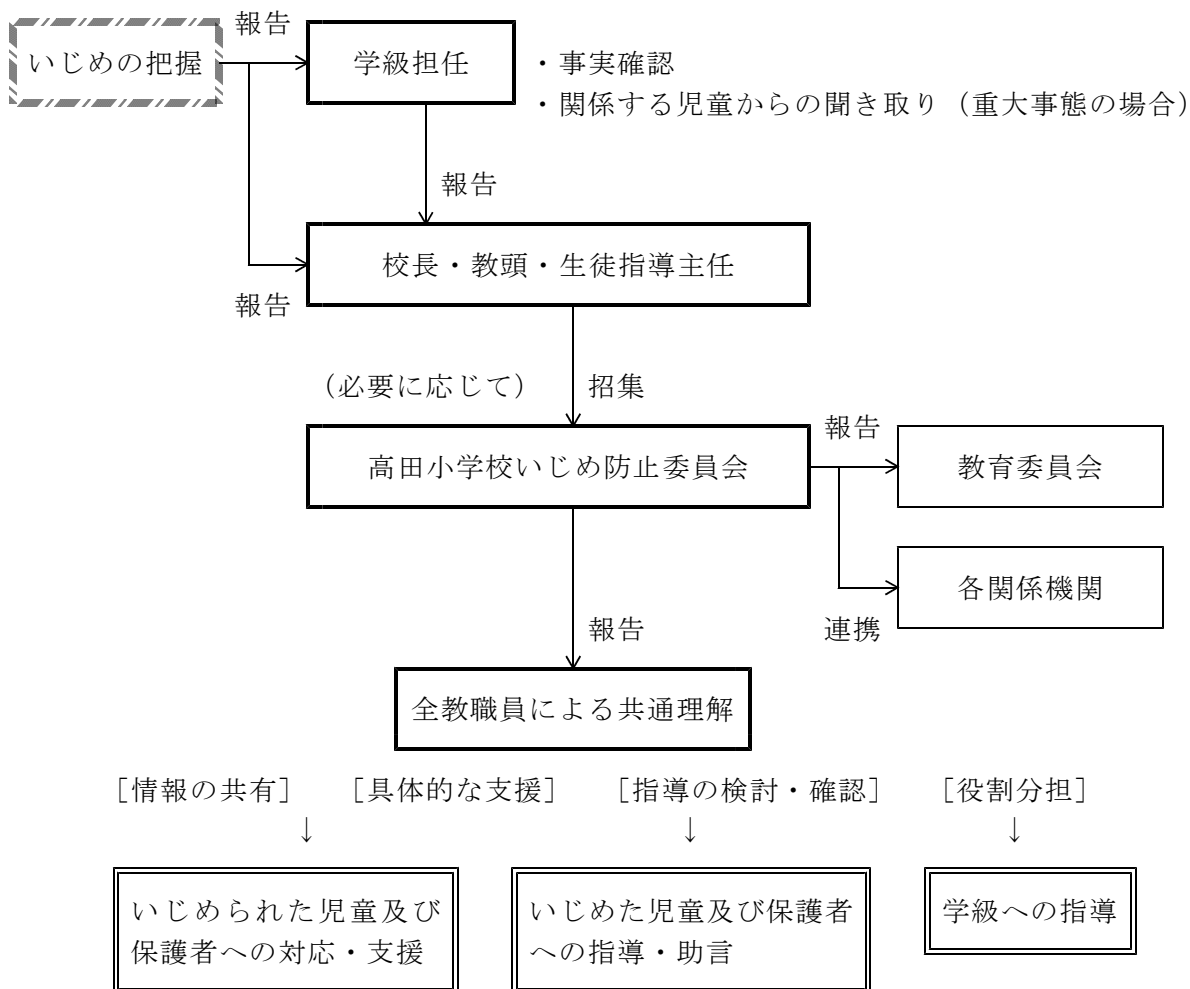 報告
いじめの把握
学級担任
・事実確認
・関係する児童からの聞き取り（重大事態の場合）
報告
校長・教頭・生徒指導主任
報告
（必要に応じて）
招集
高田小学校いじめ防止委員会
報告
教育委員会
各関係機関
連携
報告
全教職員による共通理解
［情報の共有］ ［具体的な支援］ ［指導の検討・確認］ ［役割分担］
↓ ↓ ↓
いじめられた児童及び
保護者への対応・支援
いじめた児童及び保護者
への指導・助言
学級への指導